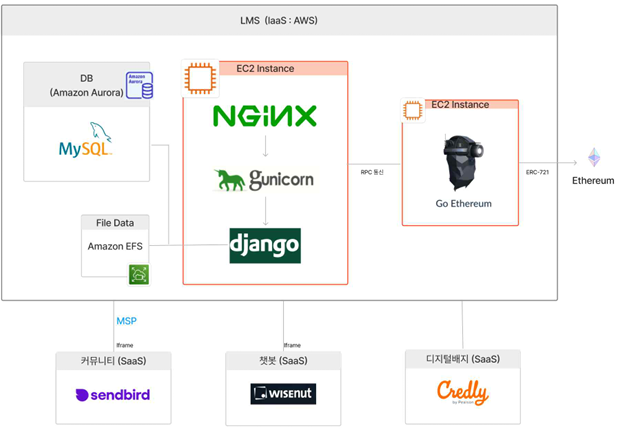 LMS (IaaS : AWS)
DB
(Amazon Aurora)
Amazon
Aurora
MySQL
EC2 Instance
NGINX
gunicorn
django
File Data
Amazon EFS
RPC 통신
EC2 Instance
Go Ethereum
ERC-721
Ethereum
MSP
Iframe
Iframe
커뮤니티 (SaaS)
sendbird
챗봇 (SaaS)
WISENUT
디지털배지 (SaaS)
Credly
by Pearson